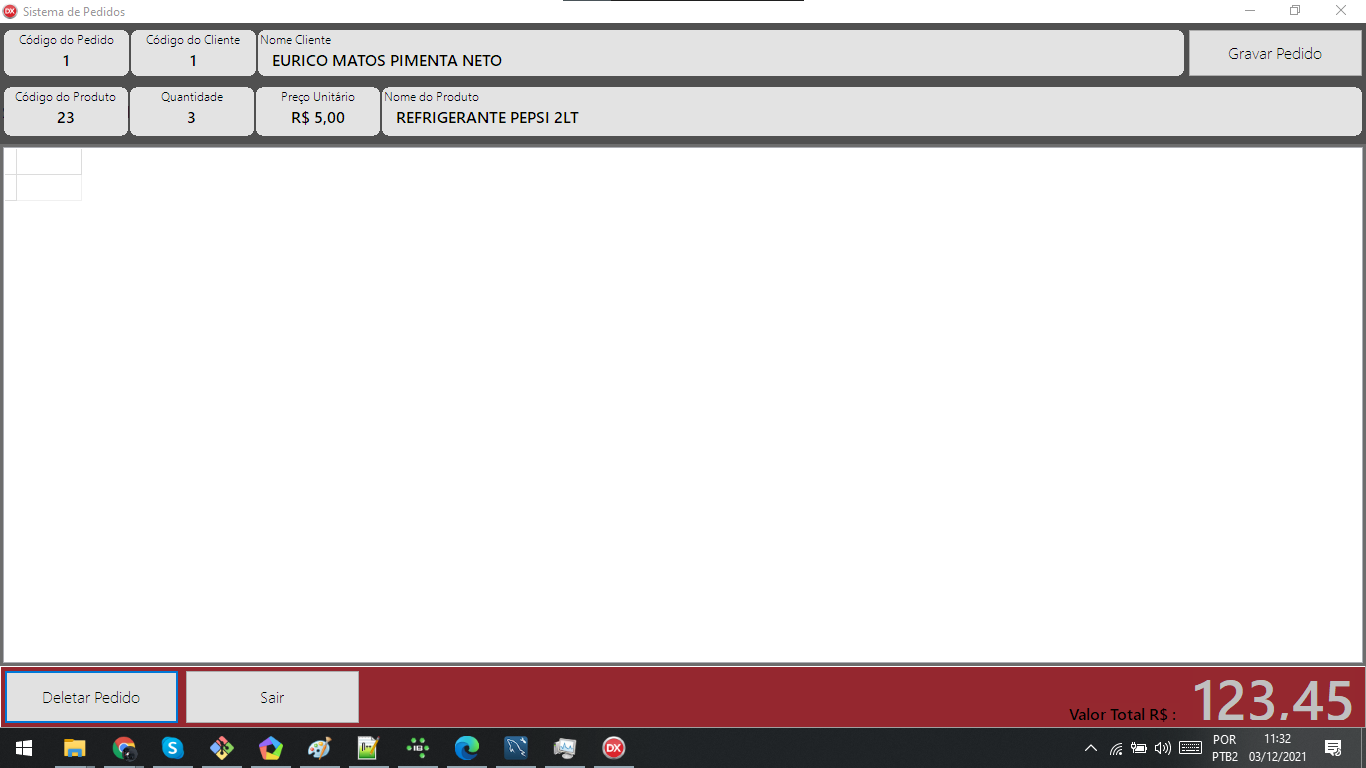 DX Sistema de Pedidos
Código do Pedido
1
Código do Cliente
1
Nome Cliente
EURICO MATOS PIMENTA NETO
Gravar Pedido
Código do Produto
23
Quantidade
3
Preço Unitário
R$ 5,00
Nome do Produto
REFRIGERANTE PEPSI 2LT
Deletar Pedido
Sair
Valor Total R$ :
123,45
DX
POR
PTB2
11:32
03/12/2021